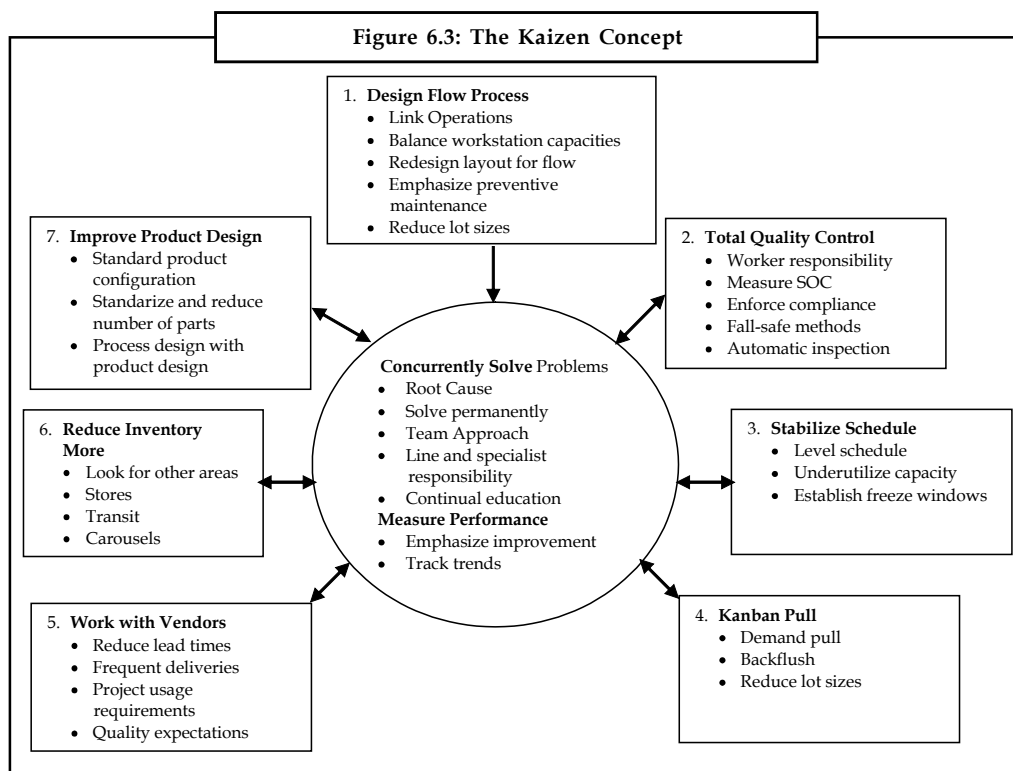 Figure 6.3: The Kaizen Concept
1. Design Flow Process
• Link Operations
• Balance workstation capacities
• Redesign layout for flow
• Emphasize preventive
maintenance
• Reduce lot sizes
2. Total Quality Control
• Worker responsibility
• Measure SOC
• Enforce compliance
• Fall-safe methods
• Automatic inspection
3. Stabilize Schedule
• Level schedule
• Underutilize capacity
• Establish freeze windows
4. Kanban Pull
• Demand pull
• Backflush
• Reduce lot sizes
5. Work with Vendors
• Reduce lead times
• Frequent deliveries
• Project usage
requirements
• Quality expectations
6. Reduce Inventory
More
• Look for other areas
• Stores
• Transit
• Carousels
7. Improve Product Design
• Standard product
configuration
• Standarize and reduce
number of parts
• Process design with
product design
Concurrently Solve Problems
• Root Cause
• Solve permanently
• Team Approach
• Line and specialist
responsibility
• Continual education
Measure Performance
• Emphasize improvement
• Track trends